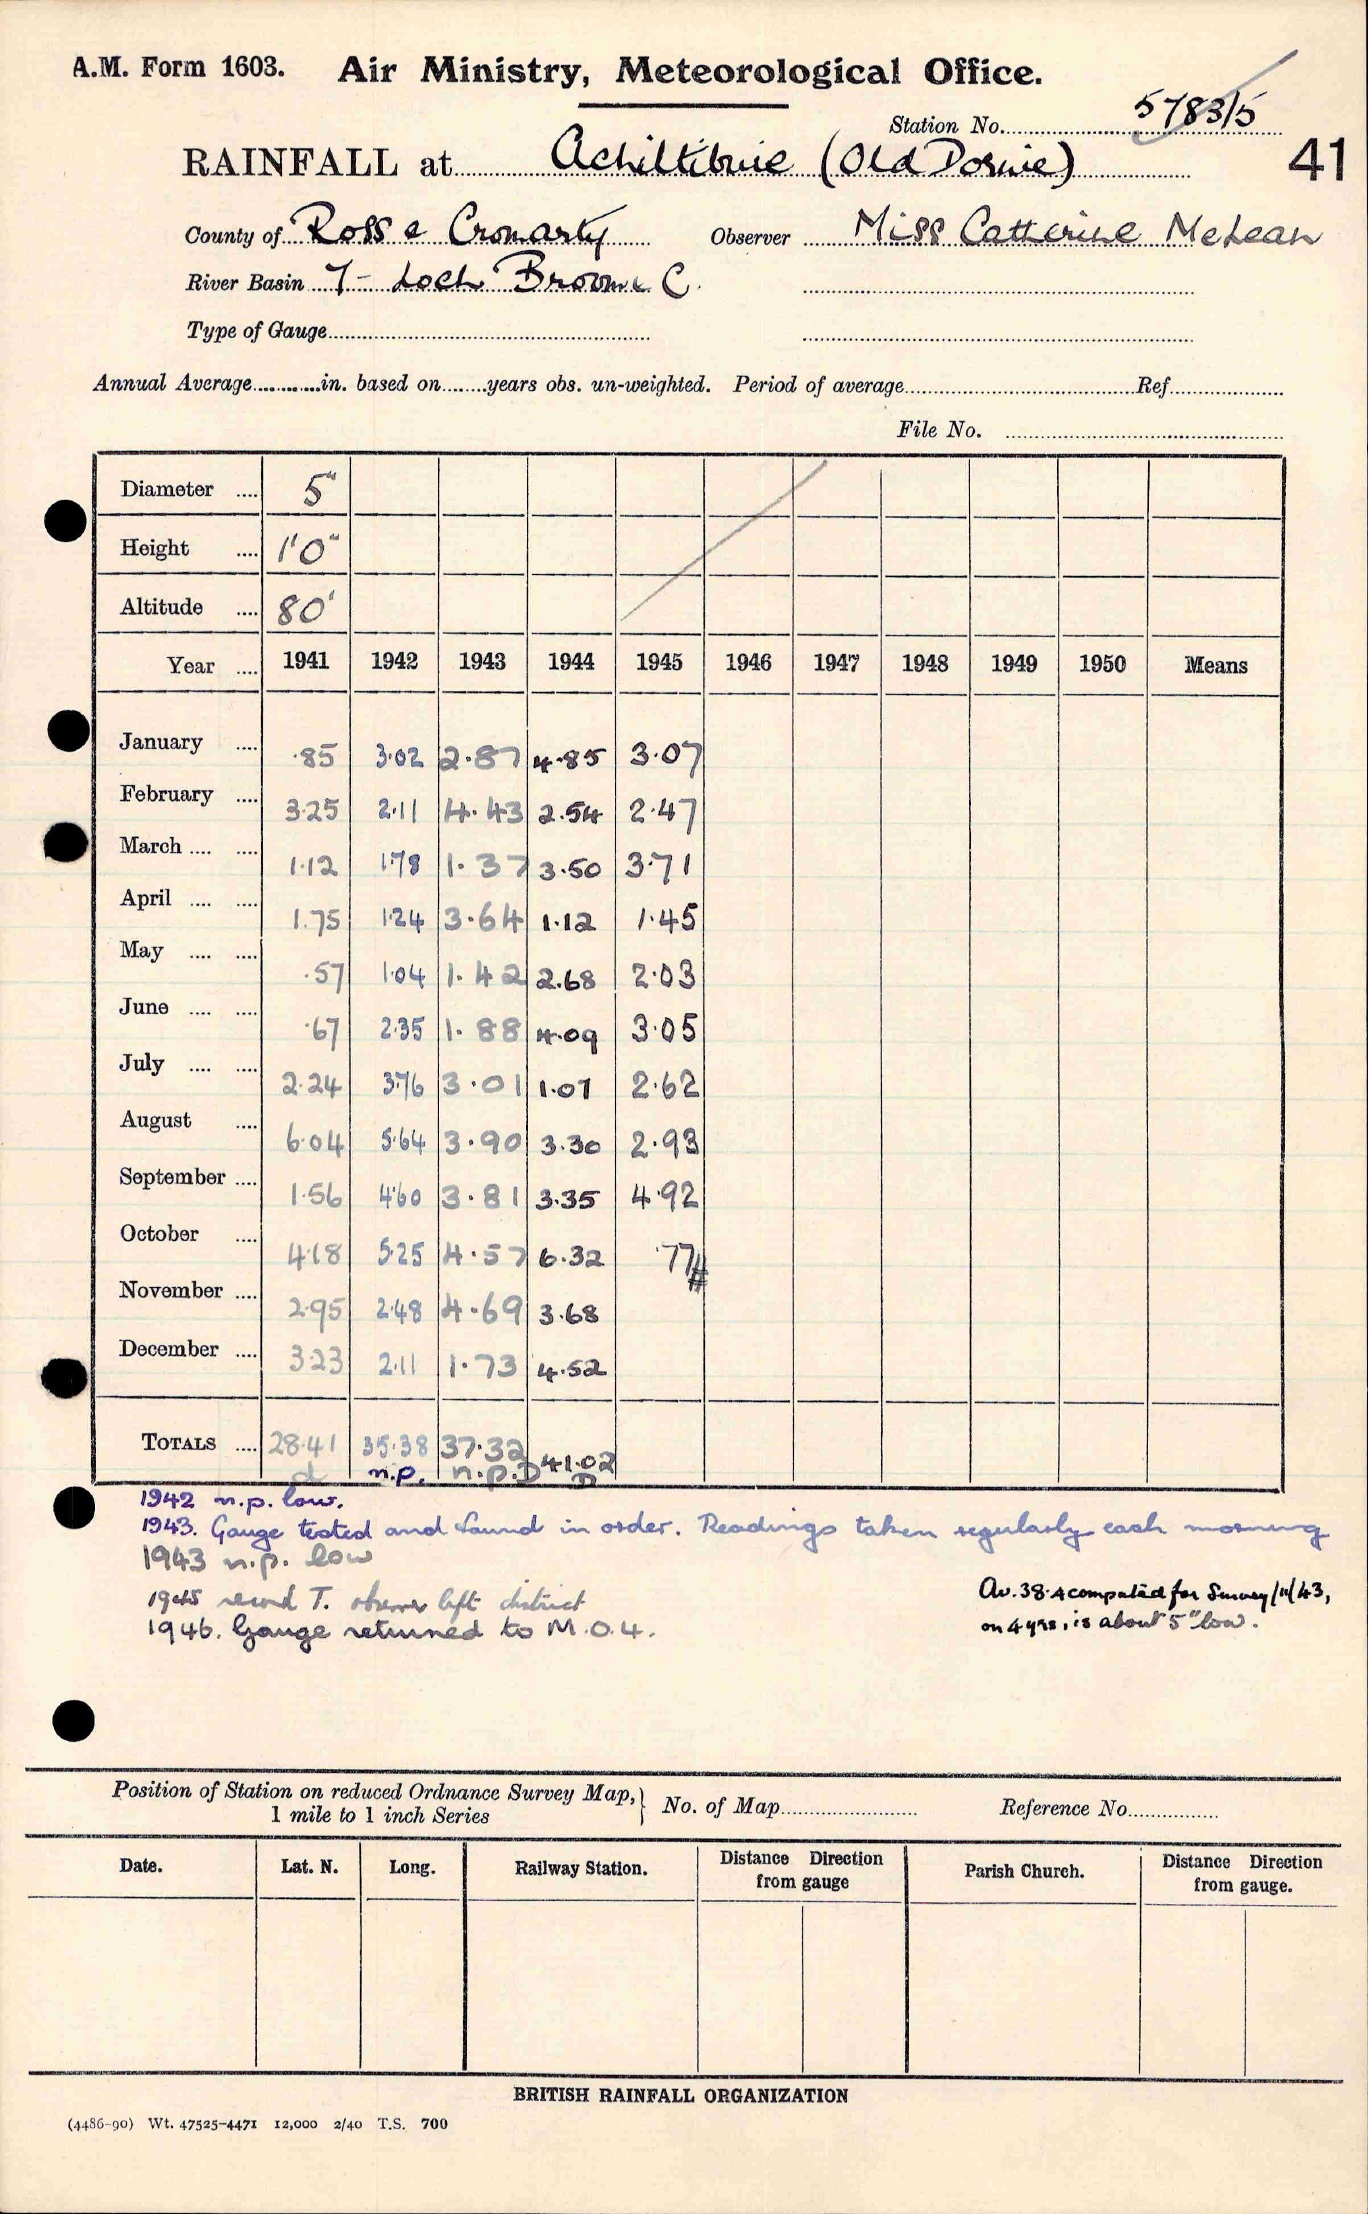 A.M. Form 1603. Air Ministry, Meteorological Office.
Station No. 5783/5
41
RAINFALL at Achiltibuie (Old Dornie)
County of Ross & Cromarty Observer Miss Catherine McLean
River Basin 7 - Loch Broom & C.
Type of Gauge
Annual Average in. based on years obs. un-weighted. Period of average Ref.
File No.
Diameter 5"
Height 1'0"
Altitude 80'
Year 1941 1942 1943 1944 1945 1946 1947 1948 1949 1950 Means
January .85 3.02 2.87 4.85 3.07
February 3.25 2.11 4.43 2.54 2.47
March 1.12 1.78 1.37 3.50 3.71
April 1.75 1.24 3.64 1.12 1.45
May .57 1.04 1.42 2.68 2.03
June .67 2.35 1.88 4.09 3.05
July 2.24 3.76 3.01 1.07 2.62
August 6.04 5.64 3.90 3.30 2.93
September 1.56 4.60 3.81 3.35 4.92
October 4.18 5.25 4.57 6.32 .77#
November 2.95 2.48 4.69 3.68
December 3.23 2.11 1.73 4.52
TOTALS 28.41 35.38 37.32 41.02
d n.p. n.p.D D
1942 n.p. low.
1943. Gauge tested and found in order. Readings taken regularly each morning
1943 n.p. low
1945 record T. observer left district
1946. Gauge returned to M.O.4.
Av. 38.4 computed for Survey /11/43,
on 4 yrs, is about 5" low.
Position of Station on reduced Ordnance Survey Map, 1 mile to 1 inch Series } No. of Map Reference No.
Date. Lat. N. Long. Railway Station. Distance Direction from gauge Parish Church. Distance Direction from gauge.
BRITISH RAINFALL ORGANIZATION
(4486-90) Wt. 47525-4471 12,000 2/40 T.S. 700